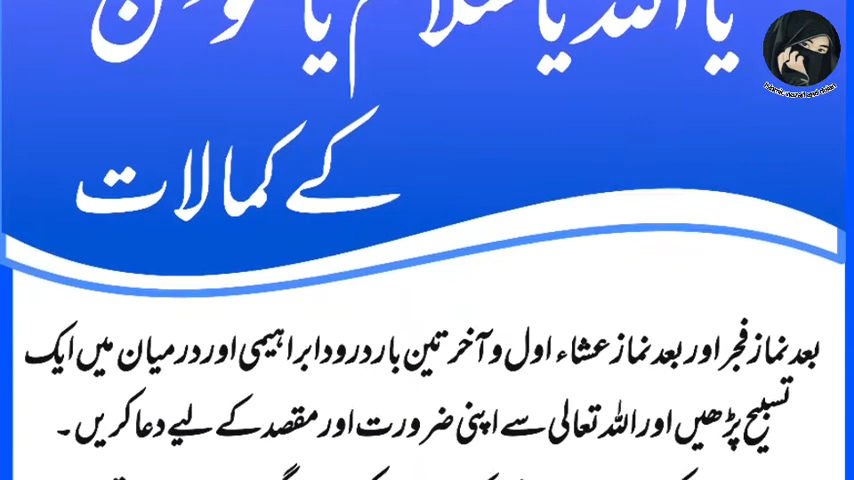 یا اللہ یا سلام یا مومن
کے کمالات
بعد نماز فجر اور بعد نماز عشاء اول و آخر تین بار درود ابراہیمی اور درمیان میں ایک
تسبیح پڑھیں اور اللہ تعالی سے اپنی ضرورت اور مقصد کے لیے دعا کریں۔